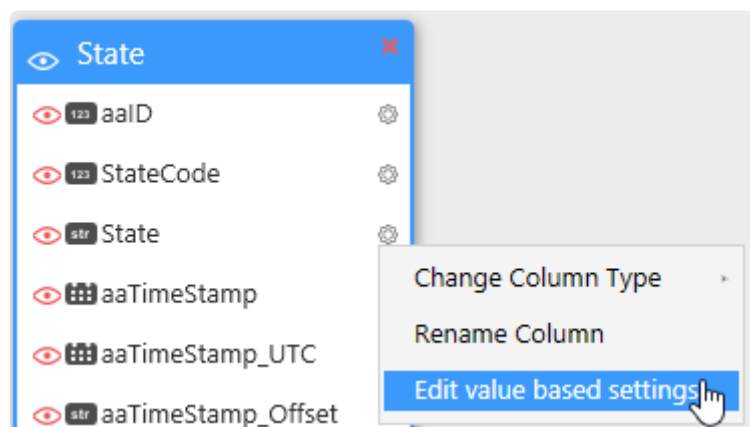 State
123 aaID
123 StateCode
str State
aaTimeStamp
Change Column Type
Rename Column
aaTimeStamp_UTC
Edit value based settings
str aaTimeStamp_Offset